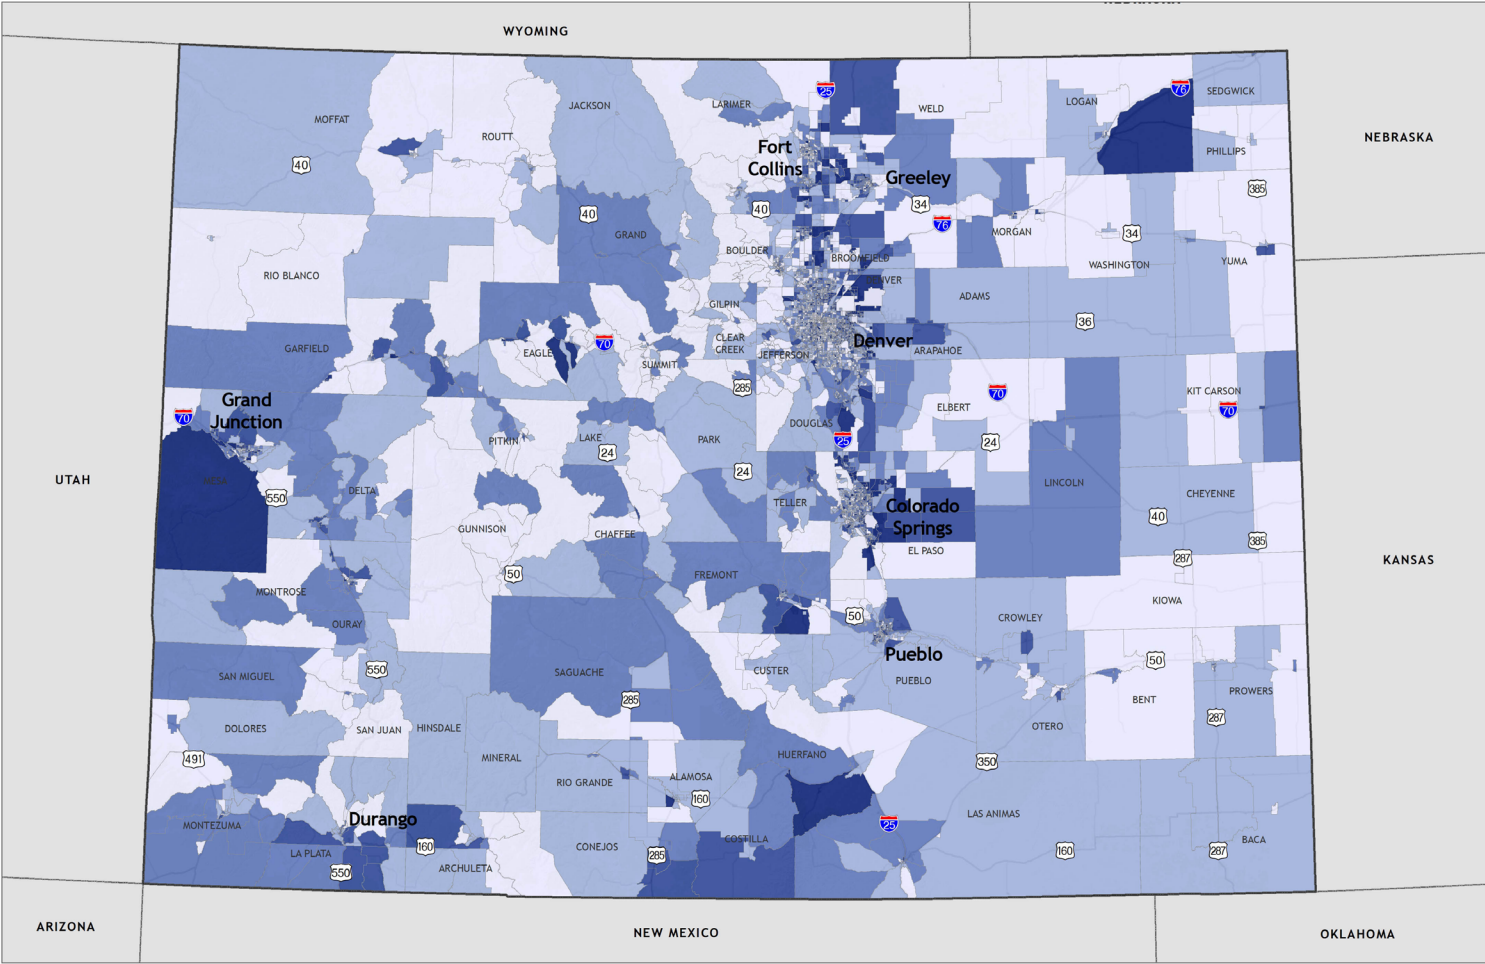 WYOMING
25
76
SEDGWICK
JACKSON
LARIMER
LOGAN
WELD
MOFFAT
ROUTT
NEBRASKA
Fort
Collins
PHILLIPS
40
Greeley
385
34
40
40
76
MORGAN
34
GRAND
BOULDER
BROOMFIELD
WASHINGTON
YUMA
RIO BLANCO
ADAMS
GILPIN
36
CLEAR
CREEK
Denver
70
GARFIELD
EAGLE
JEFFERSON
ARAPAHOE
SUMMIT
285
70
KIT CARSON
70
Grand
Junction
70
ELBERT
DOUGLAS
25
PITKIN
LAKE
PARK
24
24
24
UTAH
MESA
DELTA
550
TELLER
LINCOLN
CHEYENNE
Colorado
Springs
40
GUNNISON
CHAFFEE
EL PASO
385
287
KANSAS
50
FREMONT
MONTROSE
KIOWA
OURAY
50
CROWLEY
Pueblo
50
550
SAN MIGUEL
SAGUACHE
CUSTER
PUEBLO
PROWERS
BENT
285
287
DOLORES
SAN JUAN
HINSDALE
OTERO
491
MINERAL
HUERFANO
350
RIO GRANDE
ALAMOSA
160
Durango
25
LAS ANIMAS
MONTEZUMA
COSTILLA
BACA
160
CONEJOS
285
160
287
LA PLATA
550
ARCHULETA
ARIZONA
NEW MEXICO
OKLAHOMA